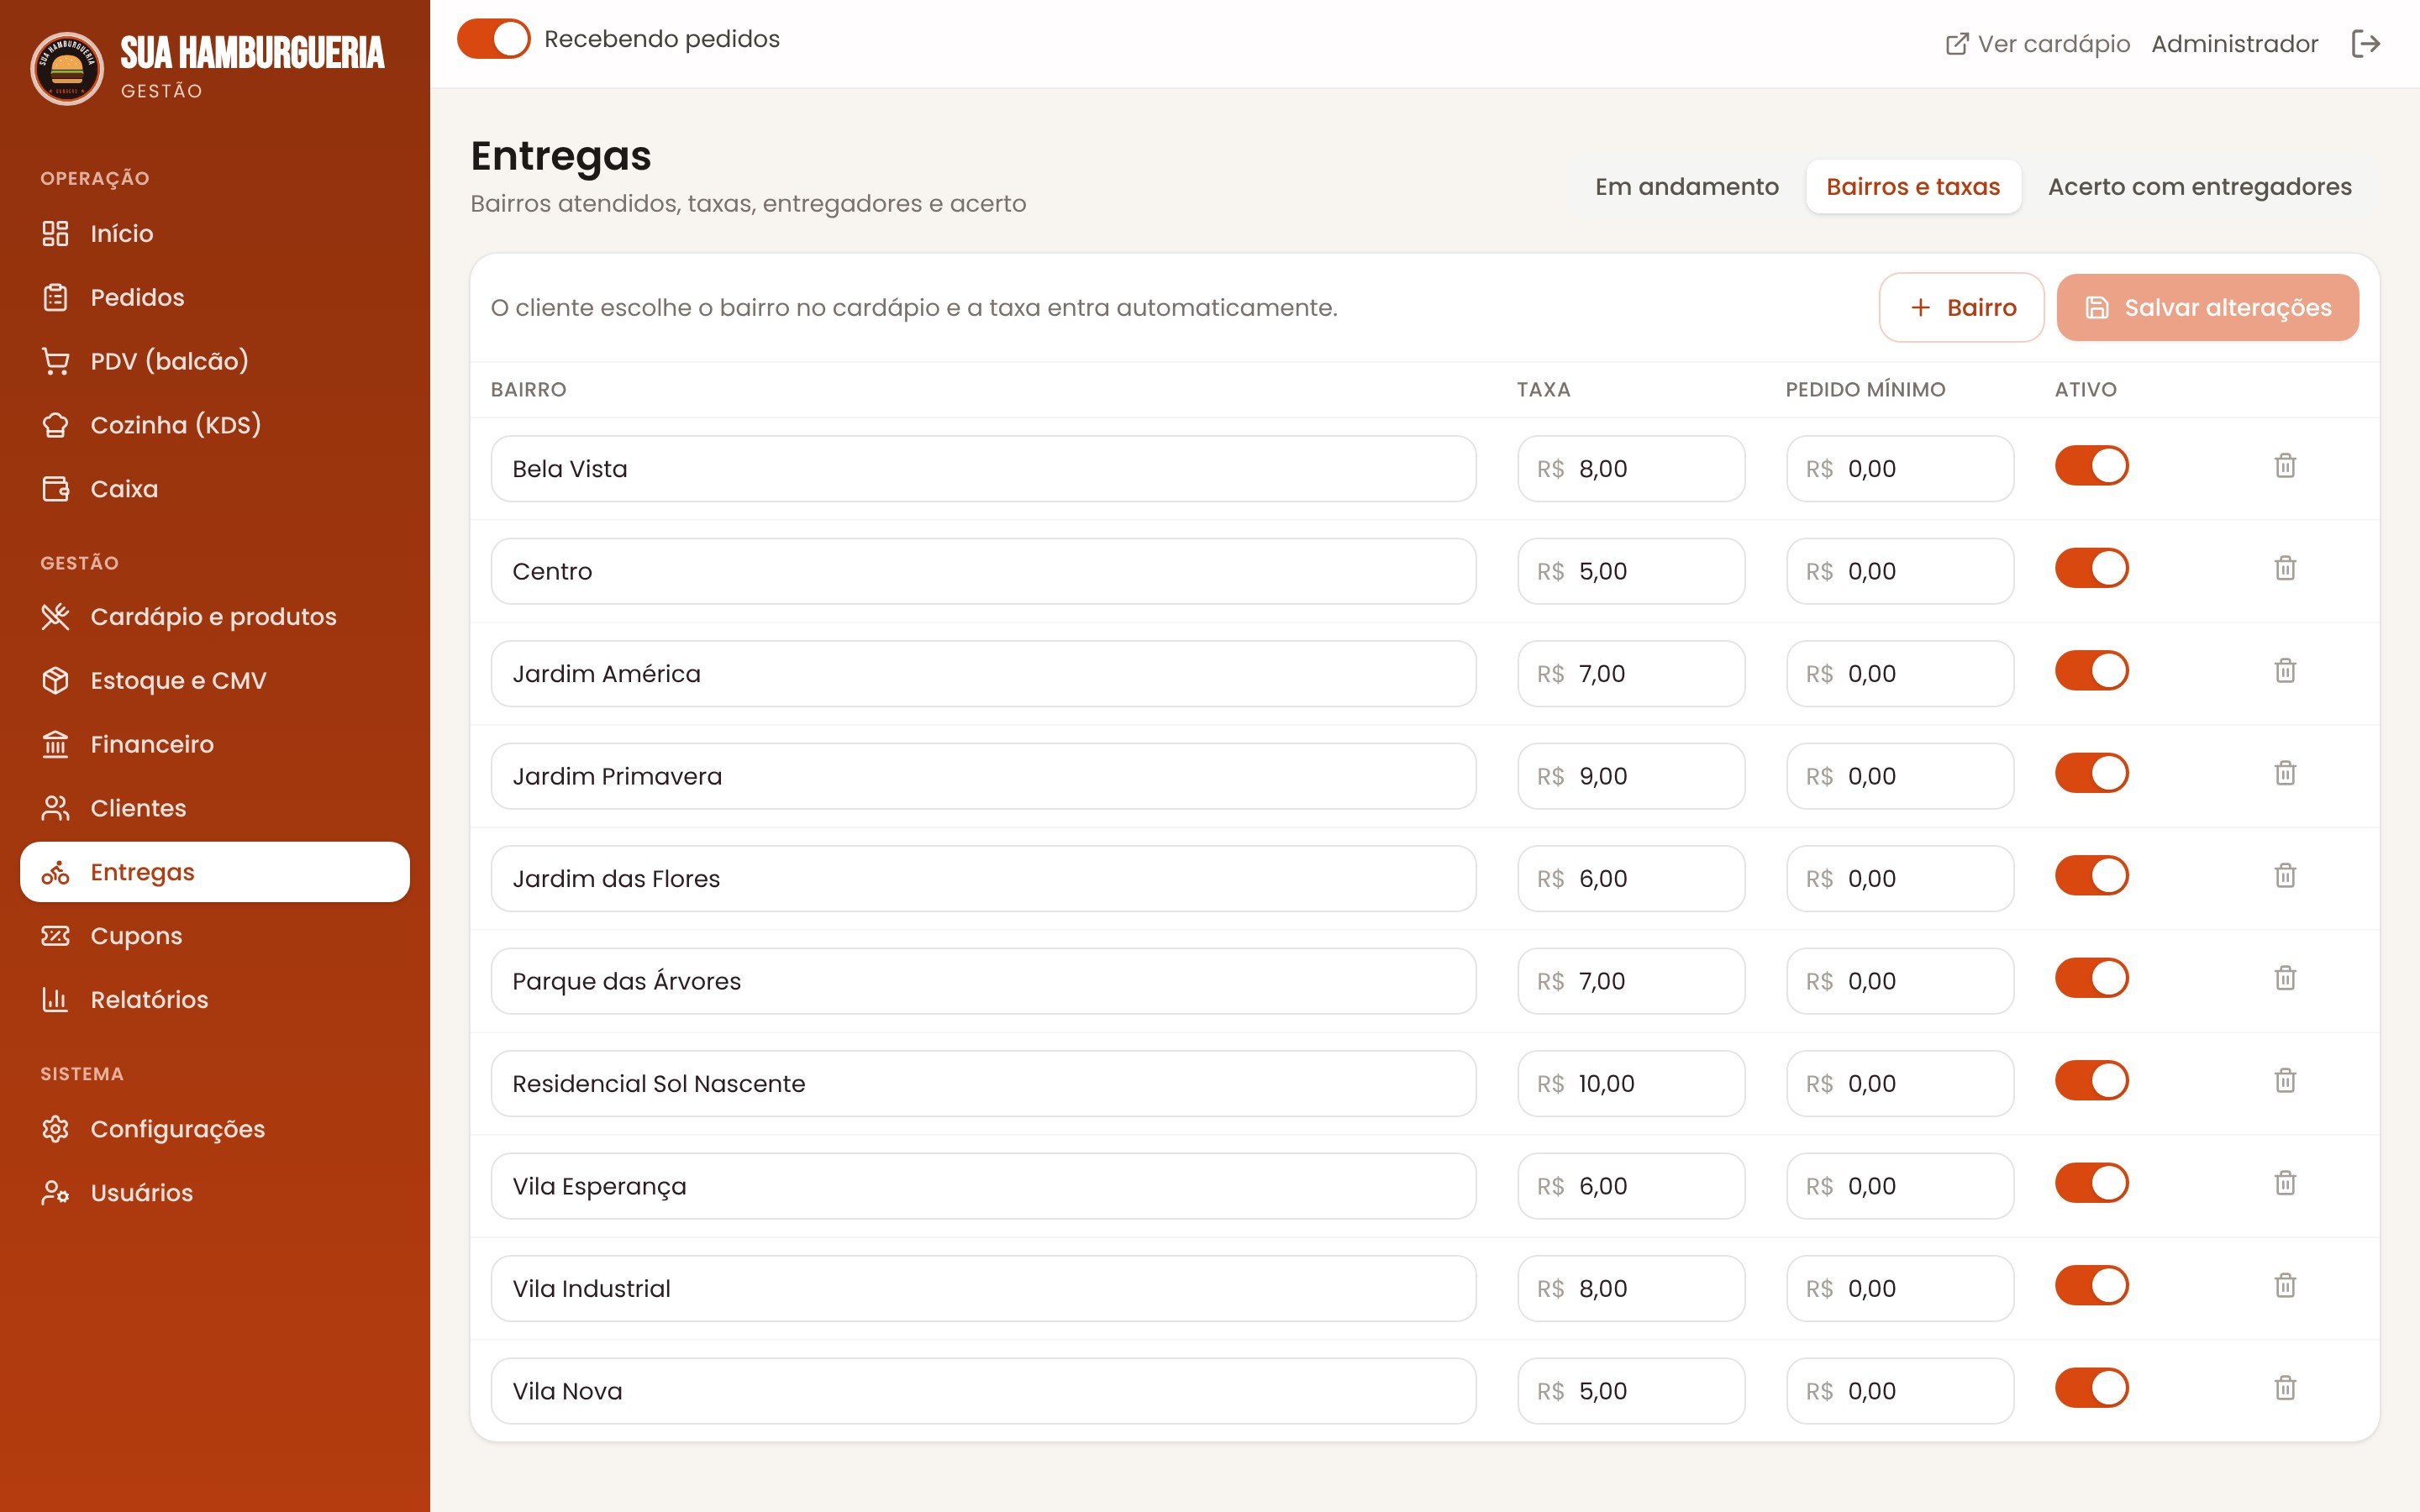 SUA HAMBURGUERIA
GESTÃO
OPERAÇÃO
Início
Pedidos
PDV (balcão)
Cozinha (KDS)
Caixa
GESTÃO
Cardápio e produtos
Estoque e CMV
Financeiro
Clientes
Entregas
Cupons
Relatórios
SISTEMA
Configurações
Usuários
Recebendo pedidos
Ver cardápio Administrador
Entregas
Bairros atendidos, taxas, entregadores e acerto
Em andamento Bairros e taxas Acerto com entregadores
O cliente escolhe o bairro no cardápio e a taxa entra automaticamente.
+ Bairro Salvar alterações
BAIRRO TAXA PEDIDO MÍNIMO ATIVO
Bela Vista R$ 8,00 R$ 0,00
Centro R$ 5,00 R$ 0,00
Jardim América R$ 7,00 R$ 0,00
Jardim Primavera R$ 9,00 R$ 0,00
Jardim das Flores R$ 6,00 R$ 0,00
Parque das Árvores R$ 7,00 R$ 0,00
Residencial Sol Nascente R$ 10,00 R$ 0,00
Vila Esperança R$ 6,00 R$ 0,00
Vila Industrial R$ 8,00 R$ 0,00
Vila Nova R$ 5,00 R$ 0,00